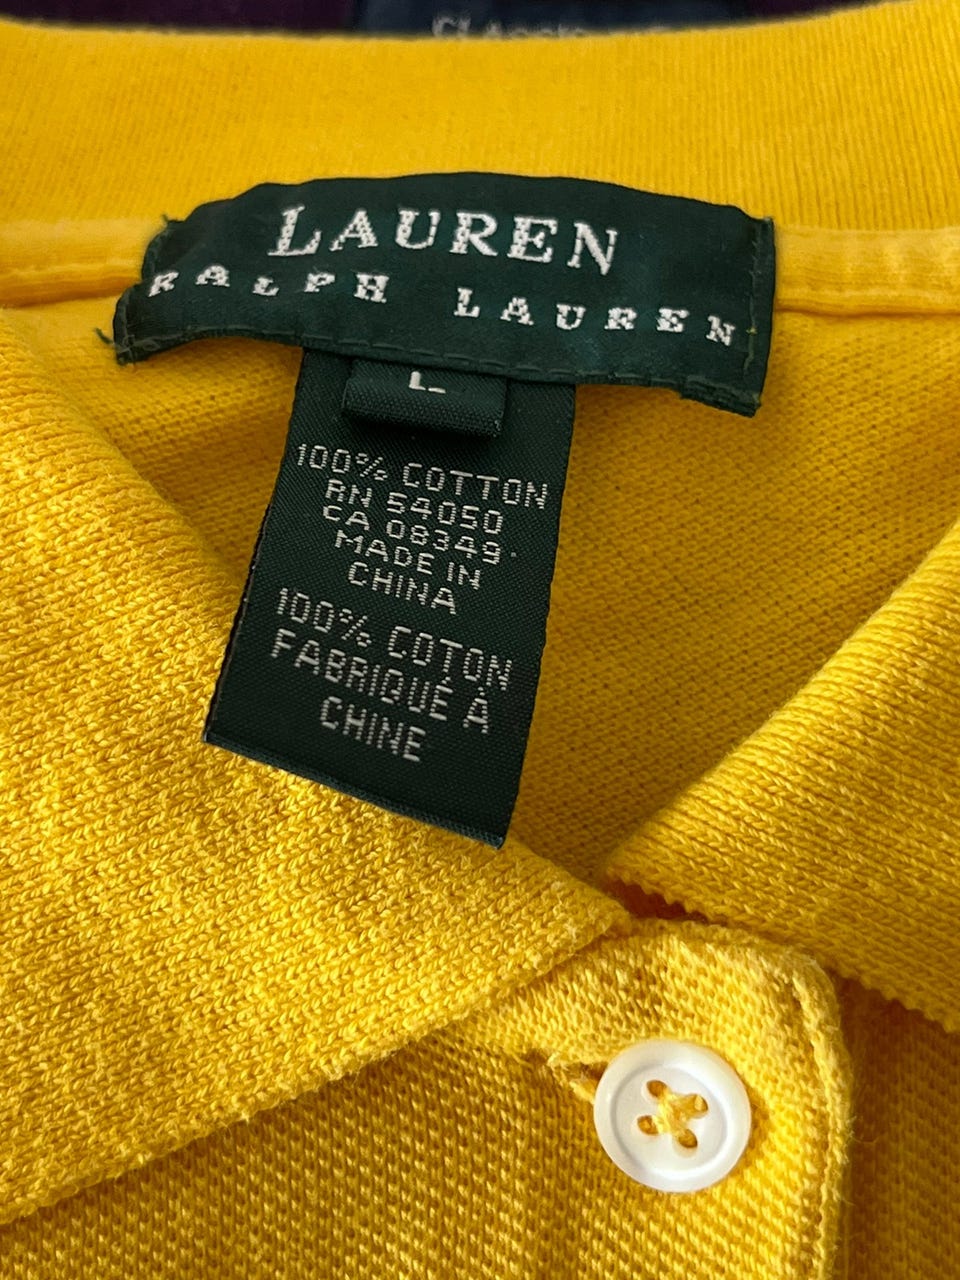 LAUREN
RALPH LAUREN
L
100% COTTON
RN 54050
CA 08349
MADE IN
CHINA
100% COTON
FABRIQUÉ À
CHINE